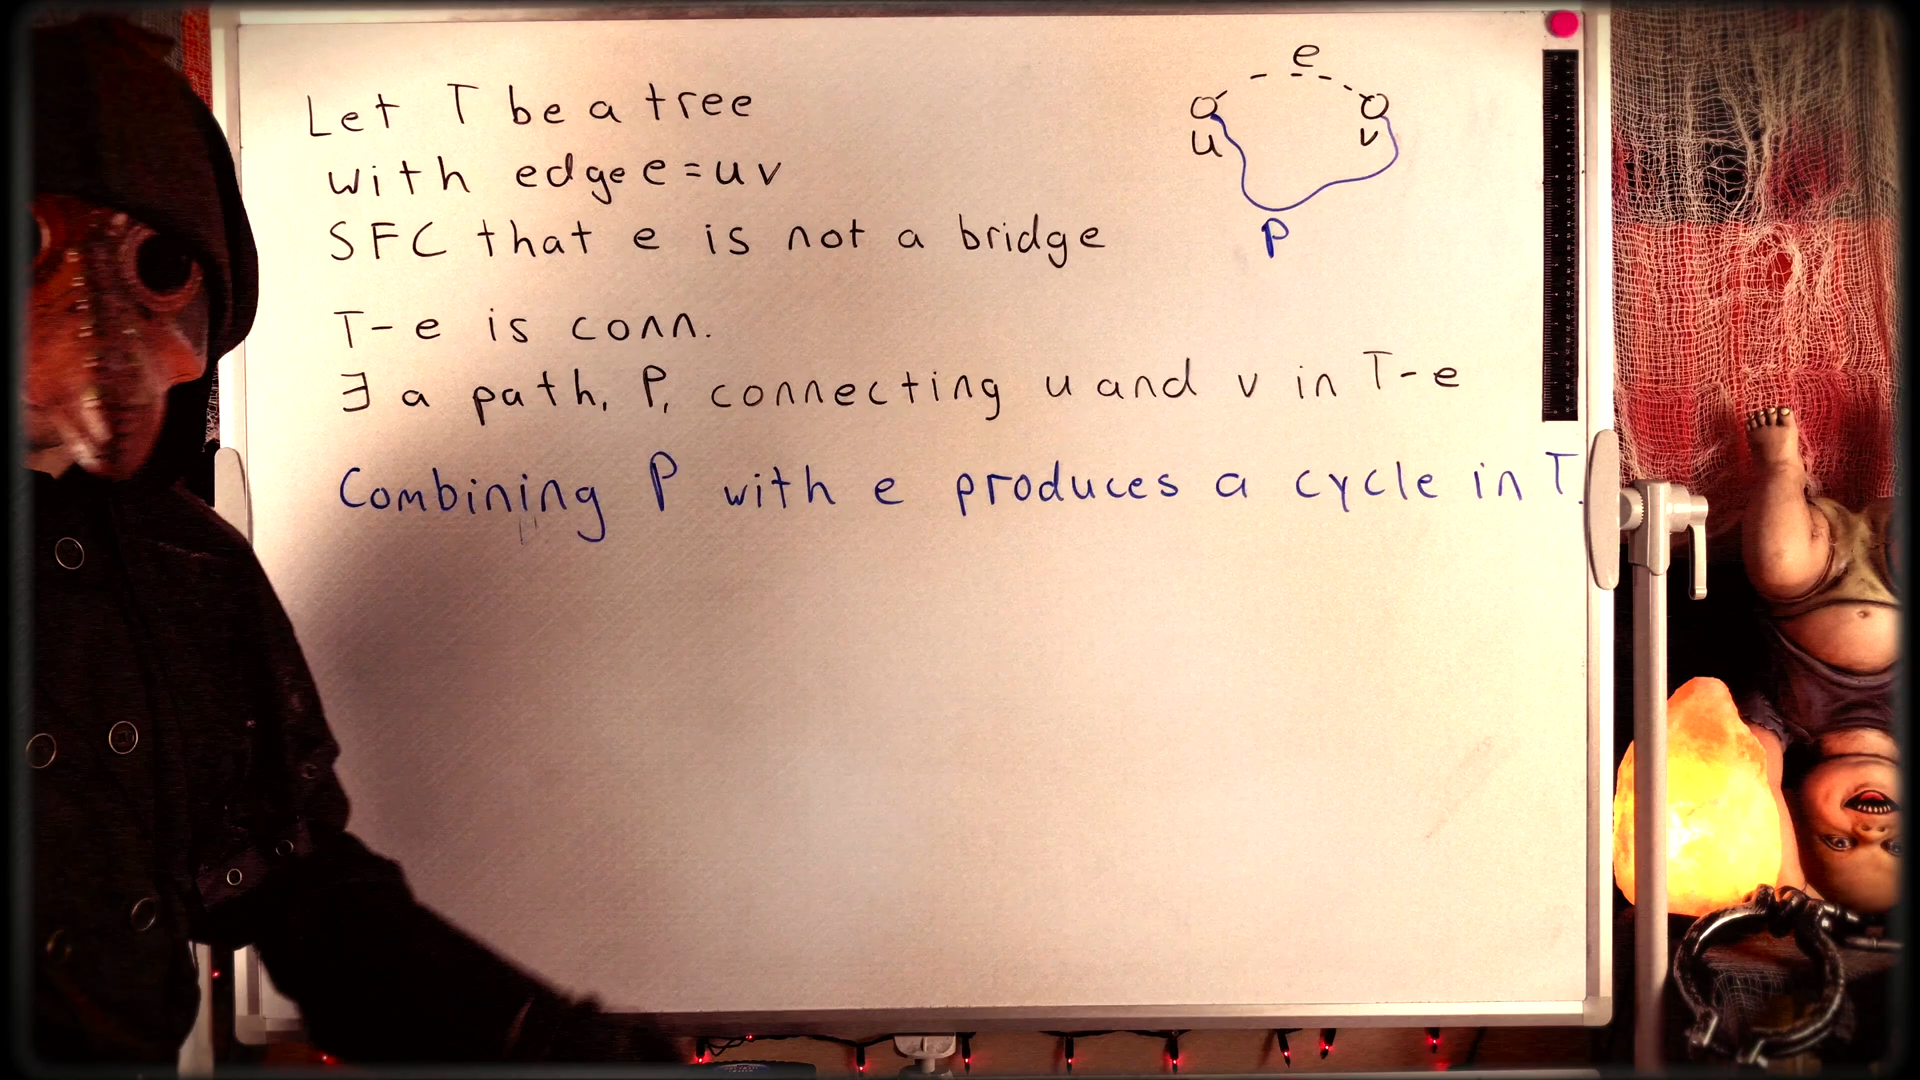 Let T be a tree
with edge e = uv
SFC that e is not a bridge
T-e is conn.
∃ a path, P, connecting u and v in T-e
Combining P with e produces a cycle in T.
e
u
v
P